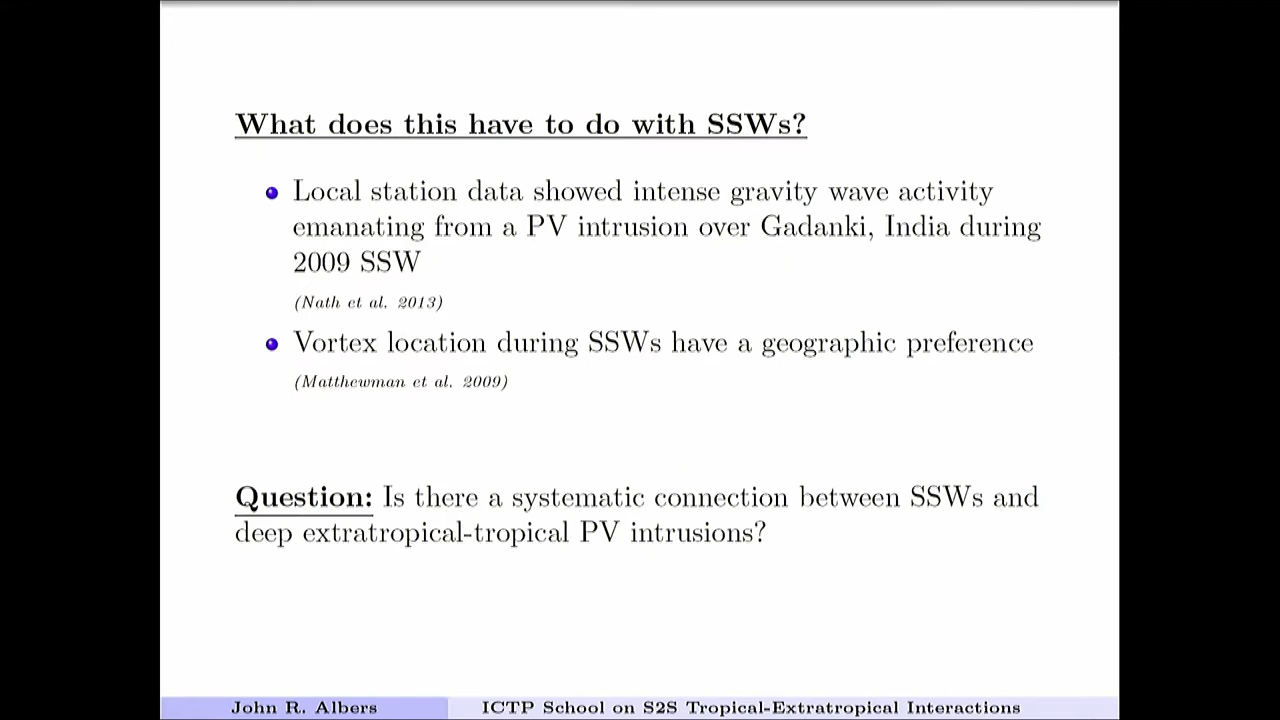 What does this have to do with SSWs?
Local station data showed intense gravity wave activity
emanating from a PV intrusion over Gadanki, India during
2009 SSW
(Nath et al. 2013)
Vortex location during SSWs have a geographic preference
(Matthewman et al. 2009)
Question: Is there a systematic connection between SSWs and
deep extratropical-tropical PV intrusions?
John R. Albers ICTP School on S2S Tropical-Extratropical Interactions